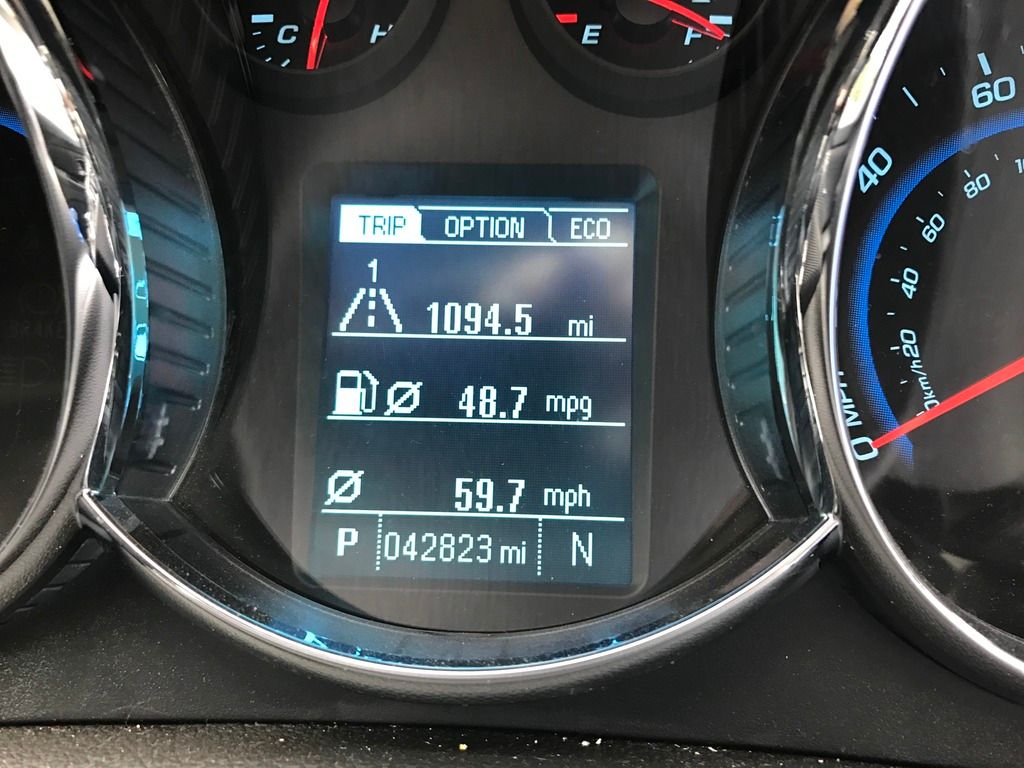 C H E F
TRIP OPTION ECO
1
1094.5 mi
48.7 mpg
59.7 mph
P 042823 mi N
60
40
0 MPH
80
60
40
20
0km/h